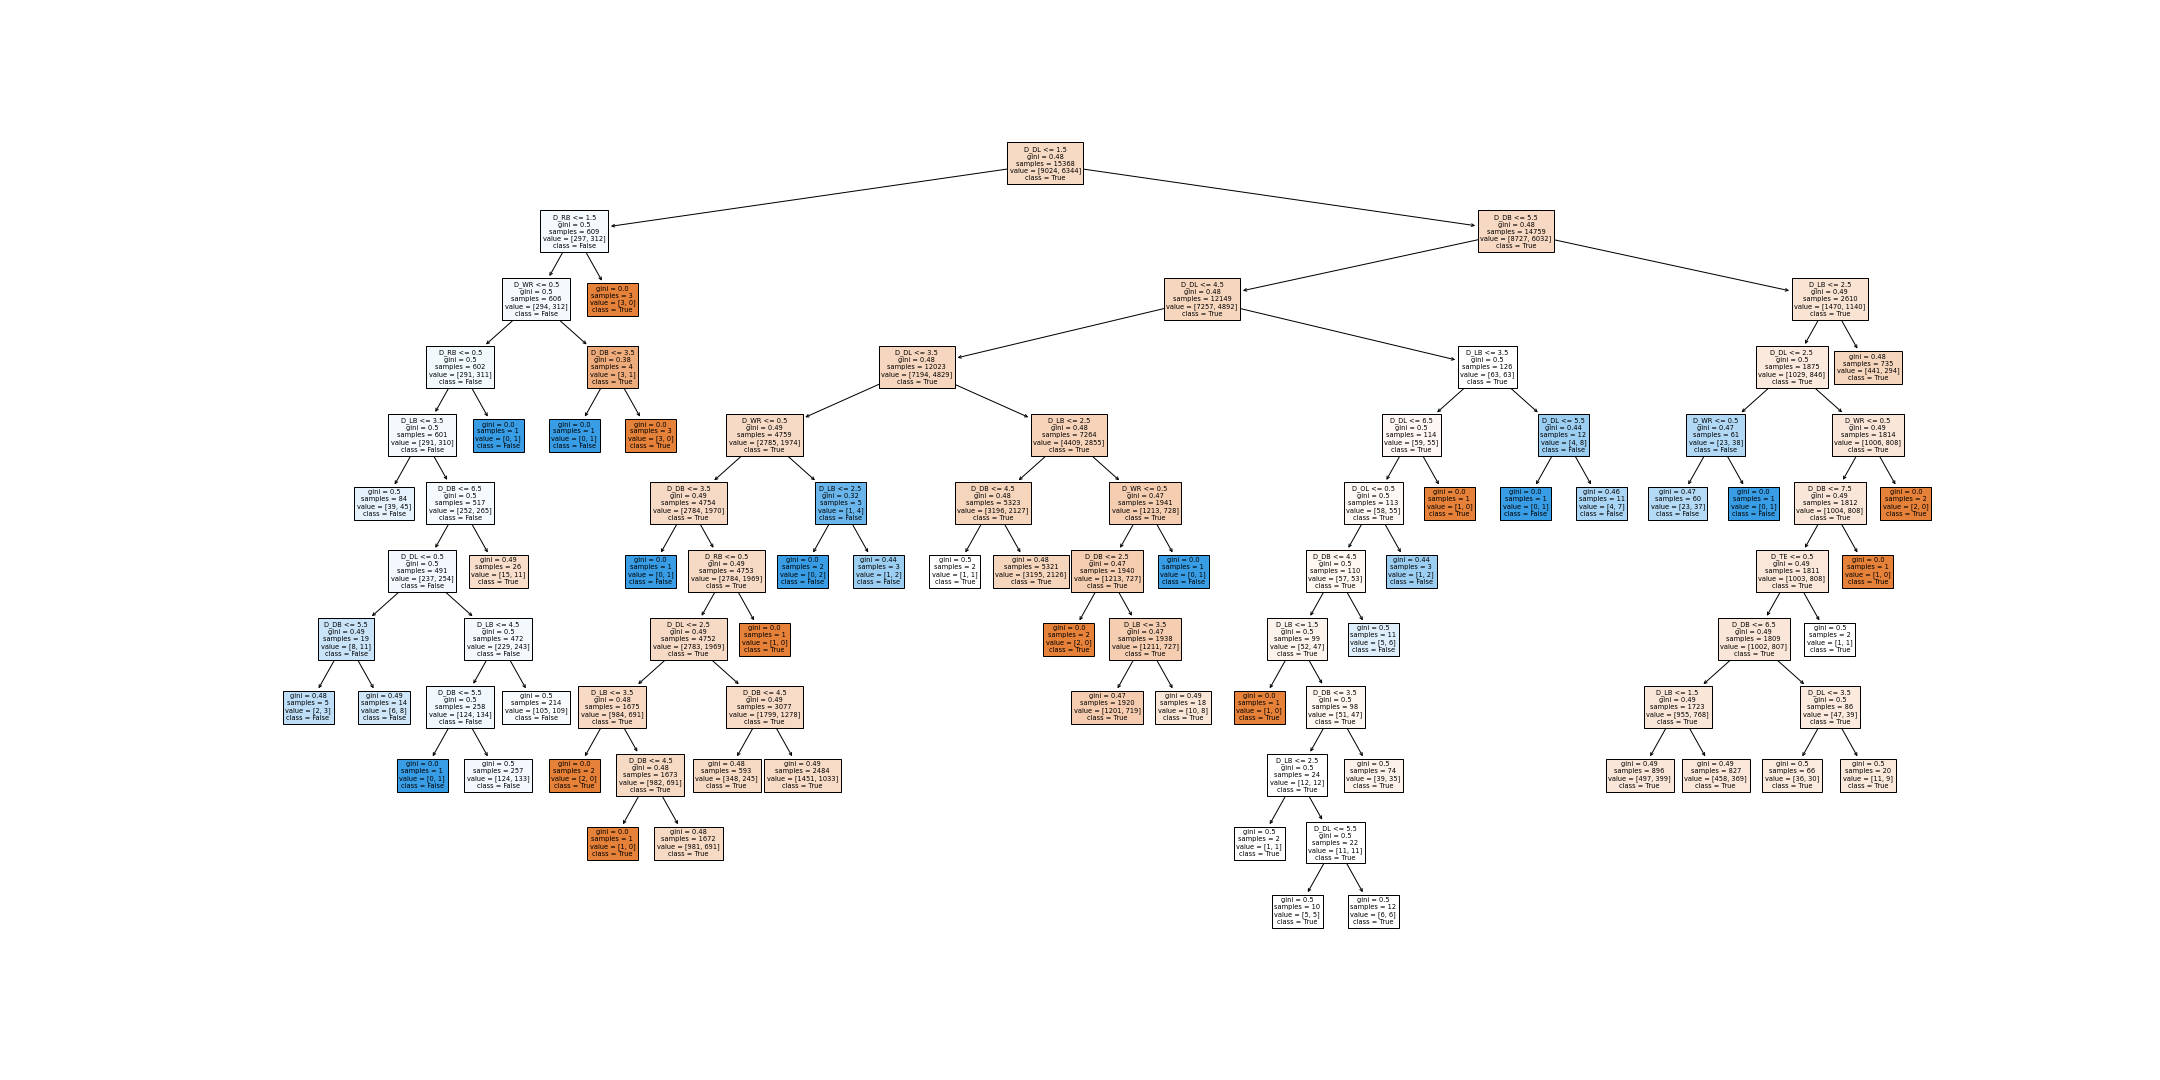 D_DL <= 1.5
gini = 0.48
samples = 15368
value = [9024, 6344]
class = True
D_RB <= 1.5
gini = 0.5
samples = 609
value = [297, 312]
class = False
D_DB <= 5.5
gini = 0.48
samples = 14759
value = [8727, 6032]
class = True
D_WR <= 0.5
gini = 0.5
samples = 606
value = [294, 312]
class = False
gini = 0.0
samples = 3
value = [3, 0]
class = True
D_DL <= 4.5
gini = 0.48
samples = 12149
value = [7257, 4892]
class = True
D_LB <= 2.5
gini = 0.49
samples = 2610
value = [1470, 1140]
class = True
D_RB <= 0.5
gini = 0.5
samples = 602
value = [291, 311]
class = False
D_DB <= 3.5
gini = 0.38
samples = 4
value = [3, 1]
class = True
D_DL <= 3.5
gini = 0.48
samples = 12023
value = [7194, 4829]
class = True
D_LB <= 3.5
gini = 0.5
samples = 126
value = [63, 63]
class = True
D_DL <= 2.5
gini = 0.5
samples = 1875
value = [1029, 846]
class = True
gini = 0.48
samples = 735
value = [441, 294]
class = True
D_LB <= 3.5
gini = 0.5
samples = 601
value = [291, 310]
class = False
gini = 0.0
samples = 1
value = [0, 1]
class = False
gini = 0.0
samples = 1
value = [0, 1]
class = False
gini = 0.0
samples = 3
value = [3, 0]
class = True
D_WR <= 0.5
gini = 0.49
samples = 4759
value = [2785, 1974]
class = True
D_LB <= 2.5
gini = 0.48
samples = 7264
value = [4409, 2855]
class = True
D_DL <= 6.5
gini = 0.5
samples = 114
value = [59, 55]
class = True
D_DL <= 5.5
gini = 0.44
samples = 12
value = [4, 8]
class = False
D_WR <= 0.5
gini = 0.47
samples = 61
value = [23, 38]
class = False
D_WR <= 0.5
gini = 0.49
samples = 1814
value = [1006, 808]
class = True
gini = 0.5
samples = 84
value = [39, 45]
class = False
D_DB <= 6.5
gini = 0.5
samples = 517
value = [252, 265]
class = False
D_DB <= 3.5
gini = 0.49
samples = 4754
value = [2784, 1970]
class = True
D_LB <= 2.5
gini = 0.32
samples = 5
value = [1, 4]
class = False
D_DB <= 4.5
gini = 0.48
samples = 5323
value = [3196, 2127]
class = True
D_WR <= 0.5
gini = 0.47
samples = 1941
value = [1213, 728]
class = True
D_OL <= 0.5
gini = 0.5
samples = 113
value = [58, 55]
class = True
gini = 0.0
samples = 1
value = [1, 0]
class = True
gini = 0.0
samples = 1
value = [0, 1]
class = False
gini = 0.46
samples = 11
value = [4, 7]
class = False
gini = 0.47
samples = 60
value = [23, 37]
class = False
gini = 0.0
samples = 1
value = [0, 1]
class = False
D_DB <= 7.5
gini = 0.49
samples = 1812
value = [1004, 808]
class = True
gini = 0.0
samples = 2
value = [2, 0]
class = True
D_DL <= 0.5
gini = 0.5
samples = 491
value = [237, 254]
class = False
gini = 0.49
samples = 26
value = [15, 11]
class = True
gini = 0.0
samples = 1
value = [0, 1]
class = False
D_RB <= 0.5
gini = 0.49
samples = 4753
value = [2784, 1969]
class = True
gini = 0.0
samples = 2
value = [0, 2]
class = False
gini = 0.44
samples = 3
value = [1, 2]
class = False
gini = 0.5
samples = 2
value = [1, 1]
class = True
gini = 0.48
samples = 5321
value = [3195, 2126]
class = True
D_DB <= 2.5
gini = 0.47
samples = 1940
value = [1213, 727]
class = True
gini = 0.0
samples = 1
value = [0, 1]
class = False
D_DB <= 4.5
gini = 0.5
samples = 110
value = [57, 53]
class = True
gini = 0.44
samples = 3
value = [1, 2]
class = False
D_TE <= 0.5
gini = 0.49
samples = 1811
value = [1003, 808]
class = True
gini = 0.0
samples = 1
value = [1, 0]
class = True
D_DB <= 5.5
gini = 0.49
samples = 19
value = [8, 11]
class = False
D_LB <= 4.5
gini = 0.5
samples = 472
value = [229, 243]
class = False
D_DL <= 2.5
gini = 0.49
samples = 4752
value = [2783, 1969]
class = True
gini = 0.0
samples = 1
value = [1, 0]
class = True
gini = 0.0
samples = 2
value = [2, 0]
class = True
D_LB <= 3.5
gini = 0.47
samples = 1938
value = [1211, 727]
class = True
D_LB <= 1.5
gini = 0.5
samples = 99
value = [52, 47]
class = True
gini = 0.5
samples = 11
value = [5, 6]
class = False
D_DB <= 6.5
gini = 0.49
samples = 1809
value = [1002, 807]
class = True
gini = 0.5
samples = 2
value = [1, 1]
class = True
gini = 0.48
samples = 5
value = [2, 3]
class = False
gini = 0.49
samples = 14
value = [6, 8]
class = False
D_DB <= 5.5
gini = 0.5
samples = 258
value = [124, 134]
class = False
gini = 0.5
samples = 214
value = [105, 109]
class = False
D_LB <= 3.5
gini = 0.48
samples = 1675
value = [984, 691]
class = True
D_DB <= 4.5
gini = 0.49
samples = 3077
value = [1799, 1278]
class = True
gini = 0.47
samples = 1920
value = [1201, 719]
class = True
gini = 0.49
samples = 18
value = [10, 8]
class = True
gini = 0.0
samples = 1
value = [1, 0]
class = True
D_DB <= 3.5
gini = 0.5
samples = 98
value = [51, 47]
class = True
D_LB <= 1.5
gini = 0.49
samples = 1723
value = [955, 768]
class = True
D_DL <= 3.5
gini = 0.5
samples = 86
value = [47, 39]
class = True
gini = 0.0
samples = 1
value = [0, 1]
class = False
gini = 0.5
samples = 257
value = [124, 133]
class = False
gini = 0.0
samples = 2
value = [2, 0]
class = True
D_DB <= 4.5
gini = 0.48
samples = 1673
value = [982, 691]
class = True
gini = 0.48
samples = 593
value = [348, 245]
class = True
gini = 0.49
samples = 2484
value = [1451, 1033]
class = True
D_LB <= 2.5
gini = 0.5
samples = 24
value = [12, 12]
class = True
gini = 0.5
samples = 74
value = [39, 35]
class = True
gini = 0.49
samples = 896
value = [497, 399]
class = True
gini = 0.49
samples = 827
value = [458, 369]
class = True
gini = 0.5
samples = 66
value = [36, 30]
class = True
gini = 0.5
samples = 20
value = [11, 9]
class = True
gini = 0.0
samples = 1
value = [1, 0]
class = True
gini = 0.48
samples = 1672
value = [981, 691]
class = True
gini = 0.5
samples = 2
value = [1, 1]
class = True
D_DL <= 5.5
gini = 0.5
samples = 22
value = [11, 11]
class = True
gini = 0.5
samples = 10
value = [5, 5]
class = True
gini = 0.5
samples = 12
value = [6, 6]
class = True